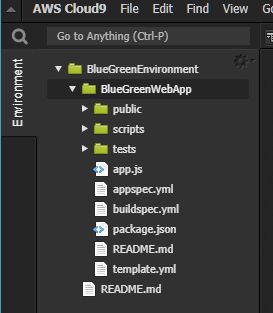 AWS Cloud9 File Edit Find View Go
Go to Anything (Ctrl-P)
Environment
BlueGreenEnvironment
BlueGreenWebApp
public
scripts
tests
app.js
appspec.yml
buildspec.yml
package.json
README.md
template.yml
README.md